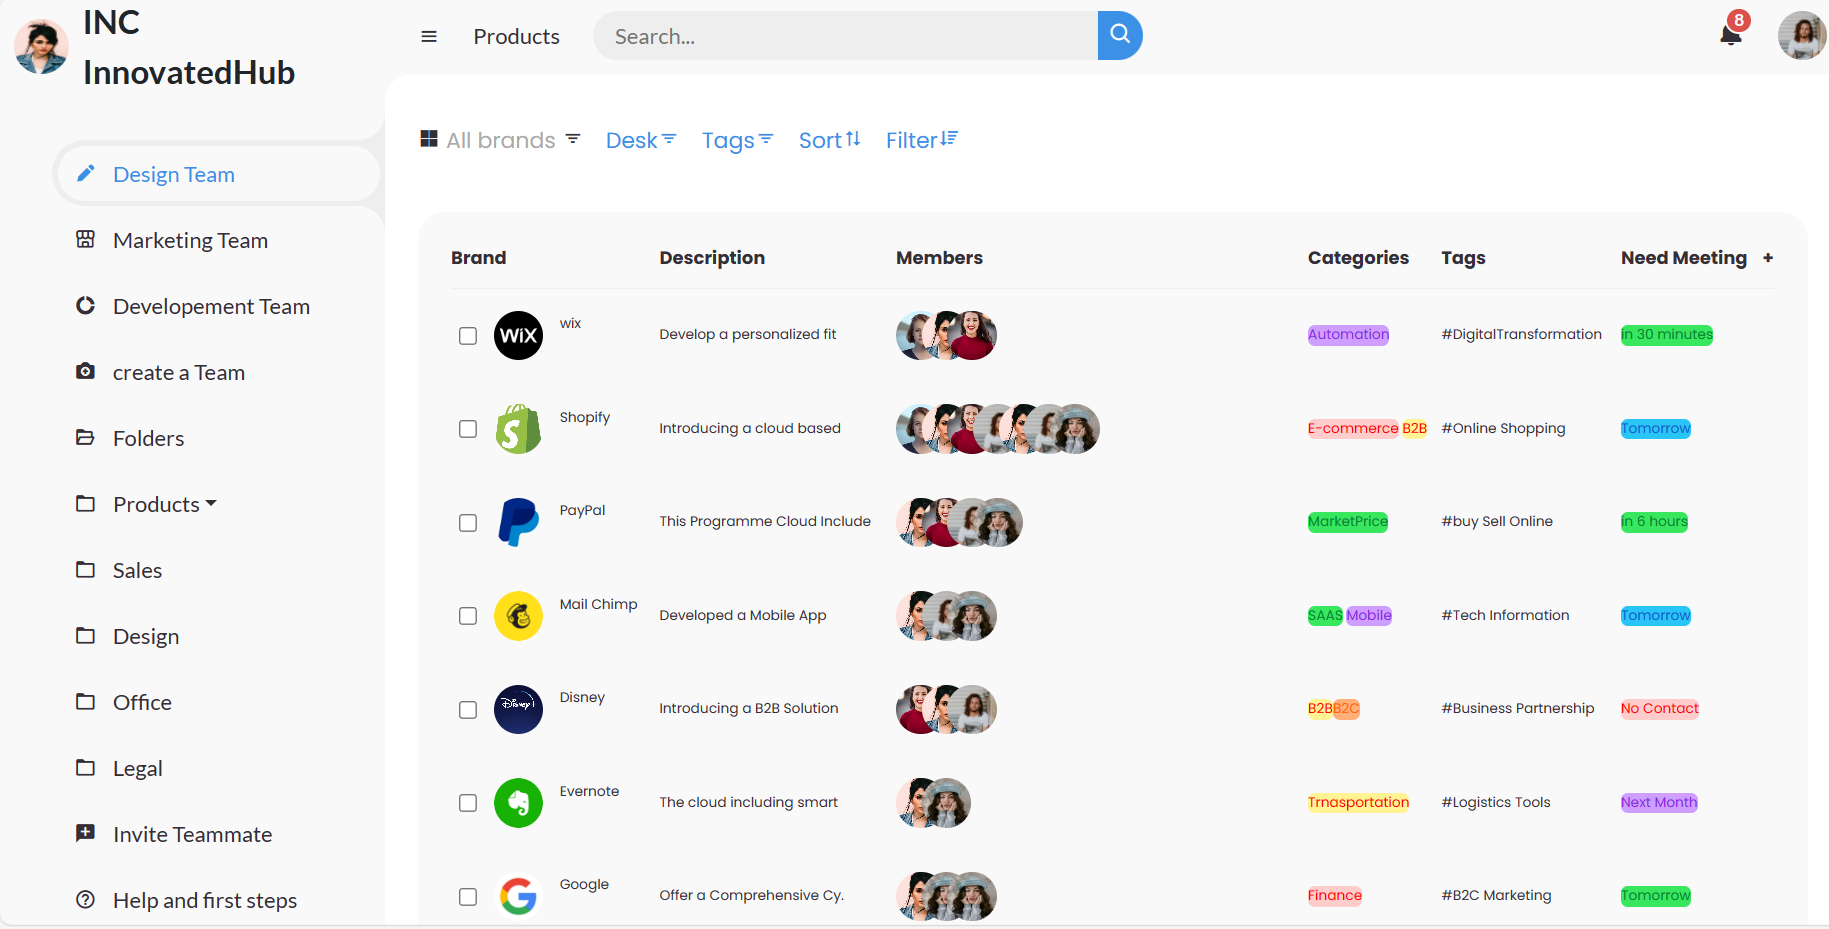 INC
InnovatedHub
Products
Search...
8
Design Team
Marketing Team
Developement Team
create a Team
Folders
Products
Sales
Design
Office
Legal
Invite Teammate
Help and first steps
All brands Desk Tags Sort Filter
Brand Description Members Categories Tags Need Meeting +
WiX wix Develop a personalized fit Automation #DigitalTransformation in 30 minutes
Shopify Introducing a cloud based E-commerce B2B #Online Shopping Tomorrow
PayPal This Programme Cloud Include MarketPrice #buy Sell Online in 6 hours
Mail Chimp Developed a Mobile App SAAS Mobile #Tech Information Tomorrow
Disney Disney Introducing a B2B Solution B2B B2C #Business Partnership No Contact
Evernote The cloud including smart Trnasportation #Logistics Tools Next Month
Google Offer a Comprehensive Cy. Finance #B2C Marketing Tomorrow